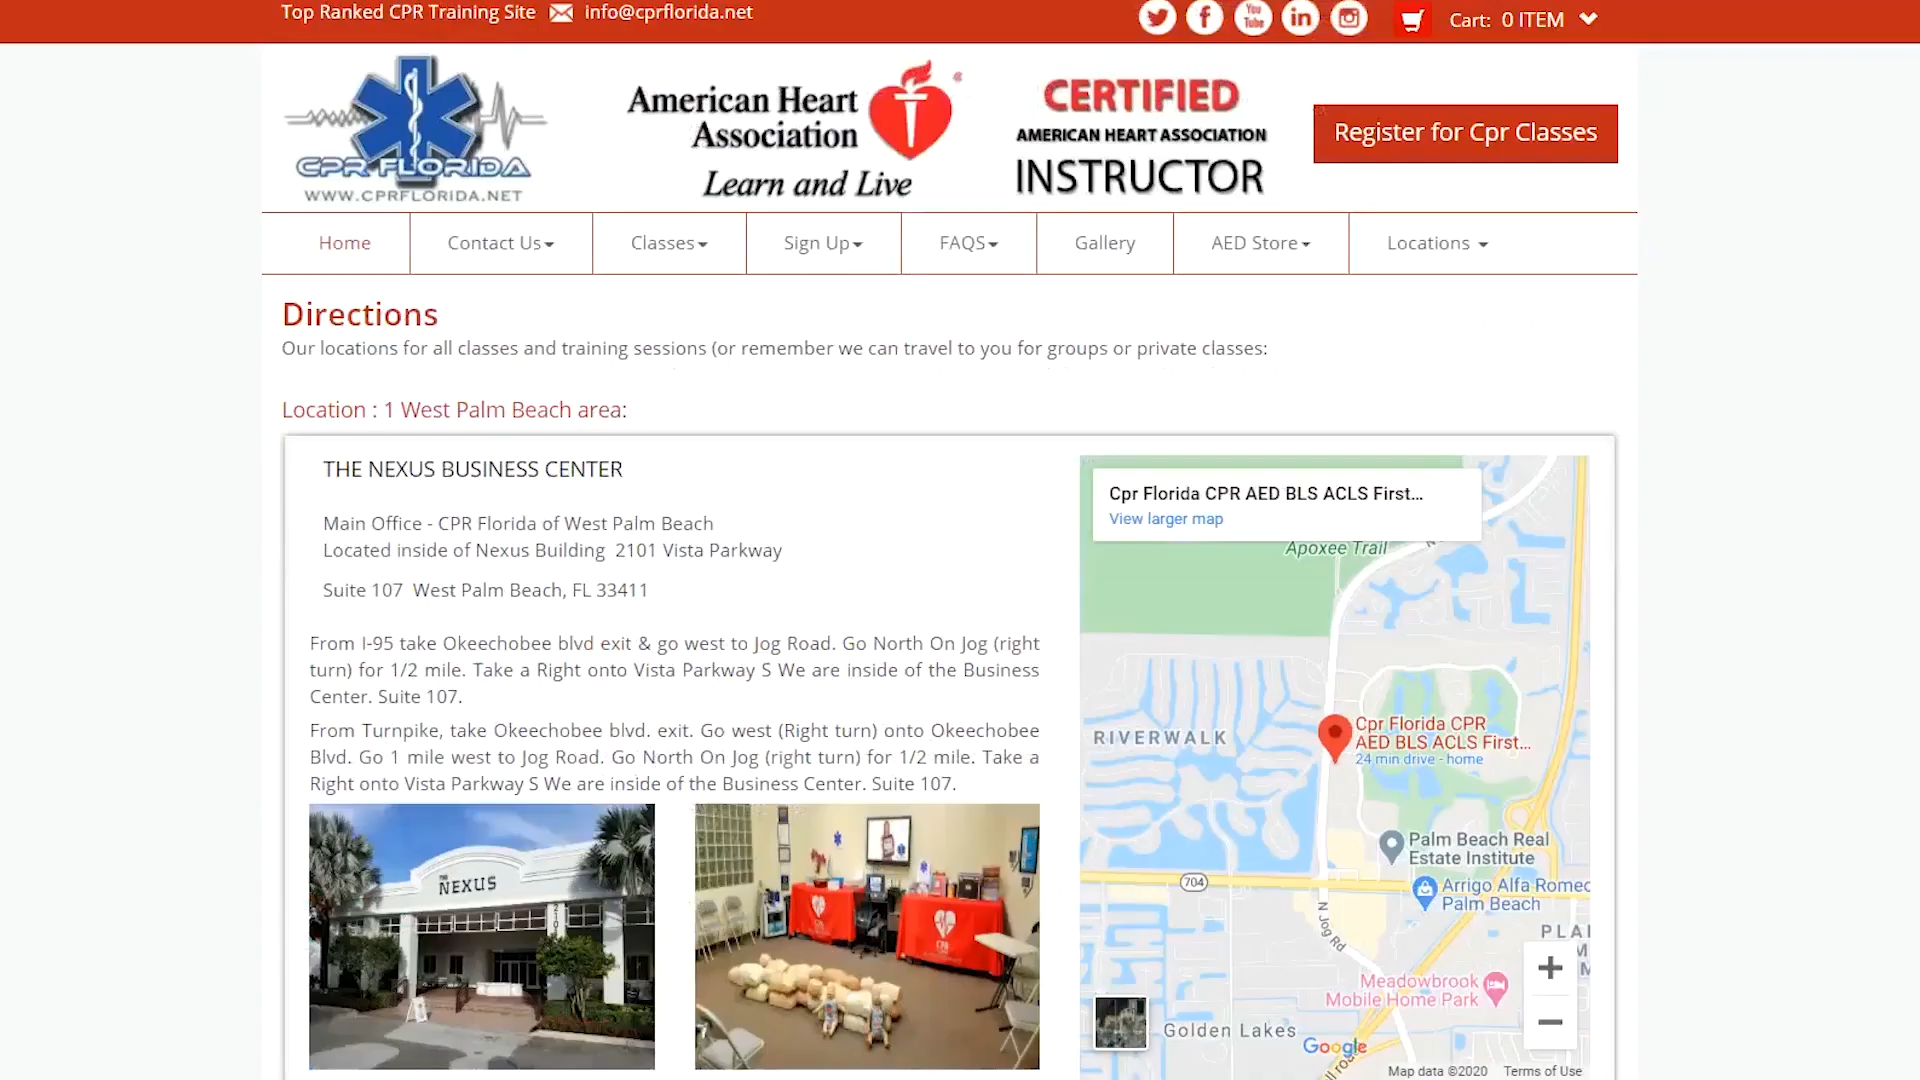 Top Ranked CPR Training Site info@cprflorida.net
You Tube
in
Cart: 0 ITEM
CPR FLORIDA
WWW.CPRFLORIDA.NET
American Heart
Association
Learn and Live
CERTIFIED
AMERICAN HEART ASSOCIATION
INSTRUCTOR
Register for Cpr Classes
Home Contact Us Classes Sign Up FAQS Gallery AED Store Locations
Directions
Our locations for all classes and training sessions (or remember we can travel to you for groups or private classes:
Location : 1 West Palm Beach area:
THE NEXUS BUSINESS CENTER
Main Office - CPR Florida of West Palm Beach
Located inside of Nexus Building 2101 Vista Parkway
Suite 107 West Palm Beach, FL 33411
From I-95 take Okeechobee blvd exit & go west to Jog Road. Go North On Jog (right
turn) for 1/2 mile. Take a Right onto Vista Parkway S We are inside of the Business
Center. Suite 107.
From Turnpike, take Okeechobee blvd. exit. Go west (Right turn) onto Okeechobee
Blvd. Go 1 mile west to Jog Road. Go North On Jog (right turn) for 1/2 mile. Take a
Right onto Vista Parkway S We are inside of the Business Center. Suite 107.
THE NEXUS
CPR
Cpr Florida CPR AED BLS ACLS First...
View larger map
Apoxee Trail
RIVERWALK
Cpr Florida CPR
AED BLS ACLS First...
24 min drive - home
Palm Beach Real
Estate Institute
704
Arrigo Alfa Romeo
Palm Beach
N Jog Rd
Meadowbrook
Mobile Home Park
Golden Lakes
Google
Map data ©2020 Terms of Use